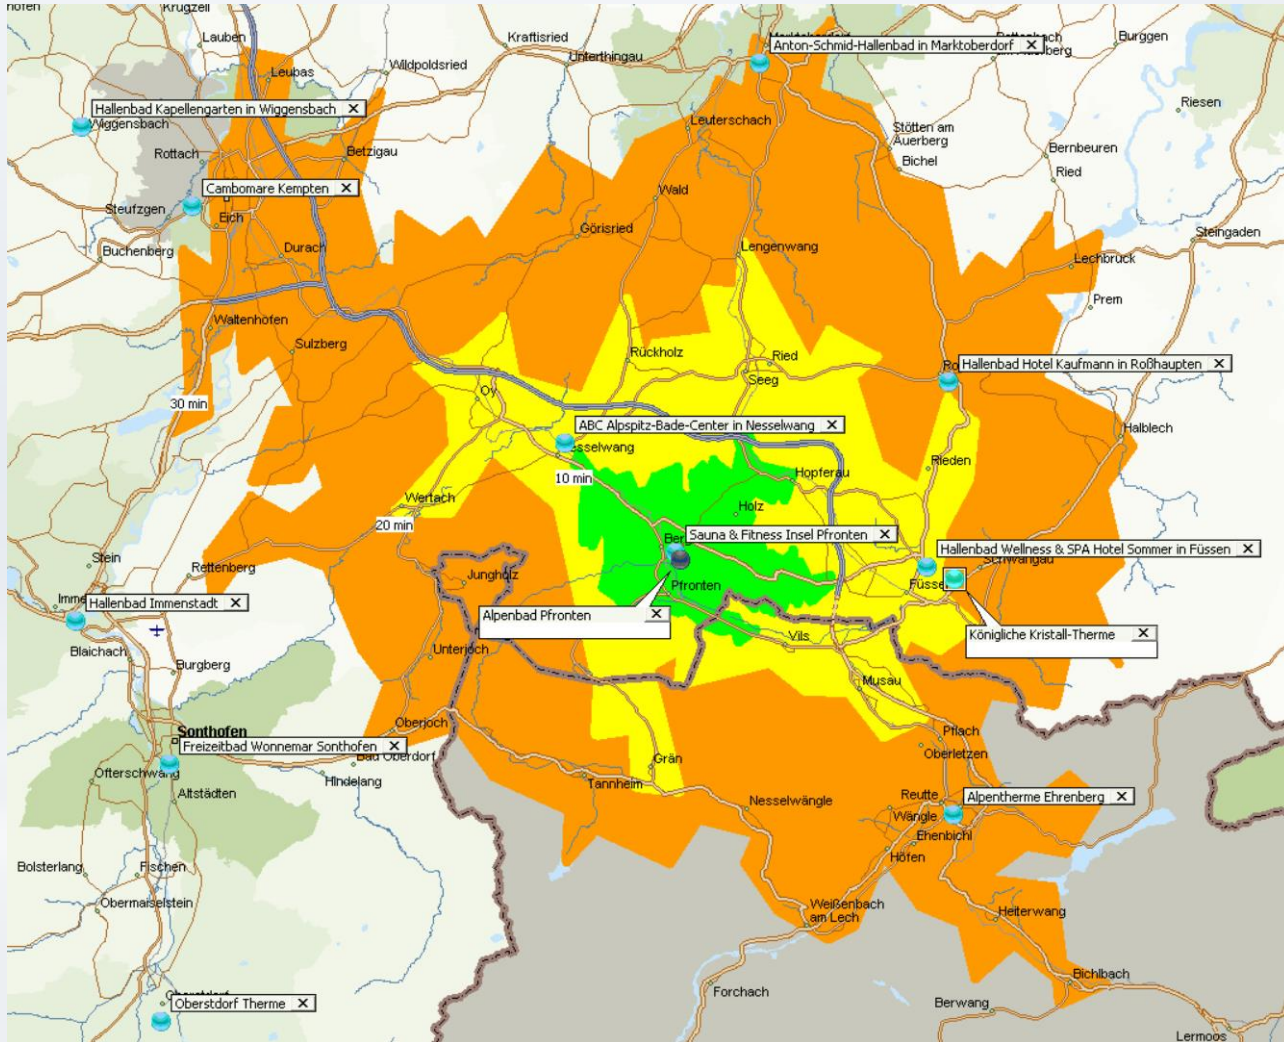 hofen
Krugzell
Lauben
Kraftisried
Unterthingau
Burggen
Anton-Schmid-Hallenbad in Marktoberdorf
Wildpoldsried
Leubas
Hallenbad Kapellengarten in Wiggensbach
Wiggensbach
Riesen
Leuterschach
Stötten am
Auerberg
Rottach
Betzigau
Bichel
Bernbeuren
Ried
Cambomare Kempten
Wald
Steufzgen
Eich
Görisried
Steingaden
Buchenberg
Durach
Lengenwang
Lechbruck
Prem
Waltenhofen
Sulzberg
Rückholz
Ried
Seeg
Hallenbad Hotel Kaufmann in Roßhaupten
Oy
30 min
ABC Alpspitz-Bade-Center in Nesselwang
Halblech
esselwang
10 min
Hopferau
Rieden
Wertach
20 min
Holz
Sauna & Fitness Insel Pfronten
Hallenbad Wellness & SPA Hotel Sommer in Füssen
Stein
Rettenberg
Jungholz
Pfronten
Füssen
Schwangau
Hallenbad Immenstadt
Alpenbad Pfronten
Königliche Kristall-Therme
Blaichach
Burgberg
Unterjoch
Vils
Musau
Sonthofen
Oberjoch
Pflach
Freizeitbad Wonnemar Sonthofen
Bad Oberdorf
Oberletzen
Ofterschwang
Hindelang
Grän
Tannheim
Altstädten
Nesselwängle
Reutte
Alpentherme Ehrenberg
Wängle
Ehenbichl
Höfen
Bolsterlang
Fischen
Obermaiselstein
Weißenbach
am Lech
Heiterwang
Bichlbach
Forchach
Berwang
Oberstdorf Therme
Lermoos